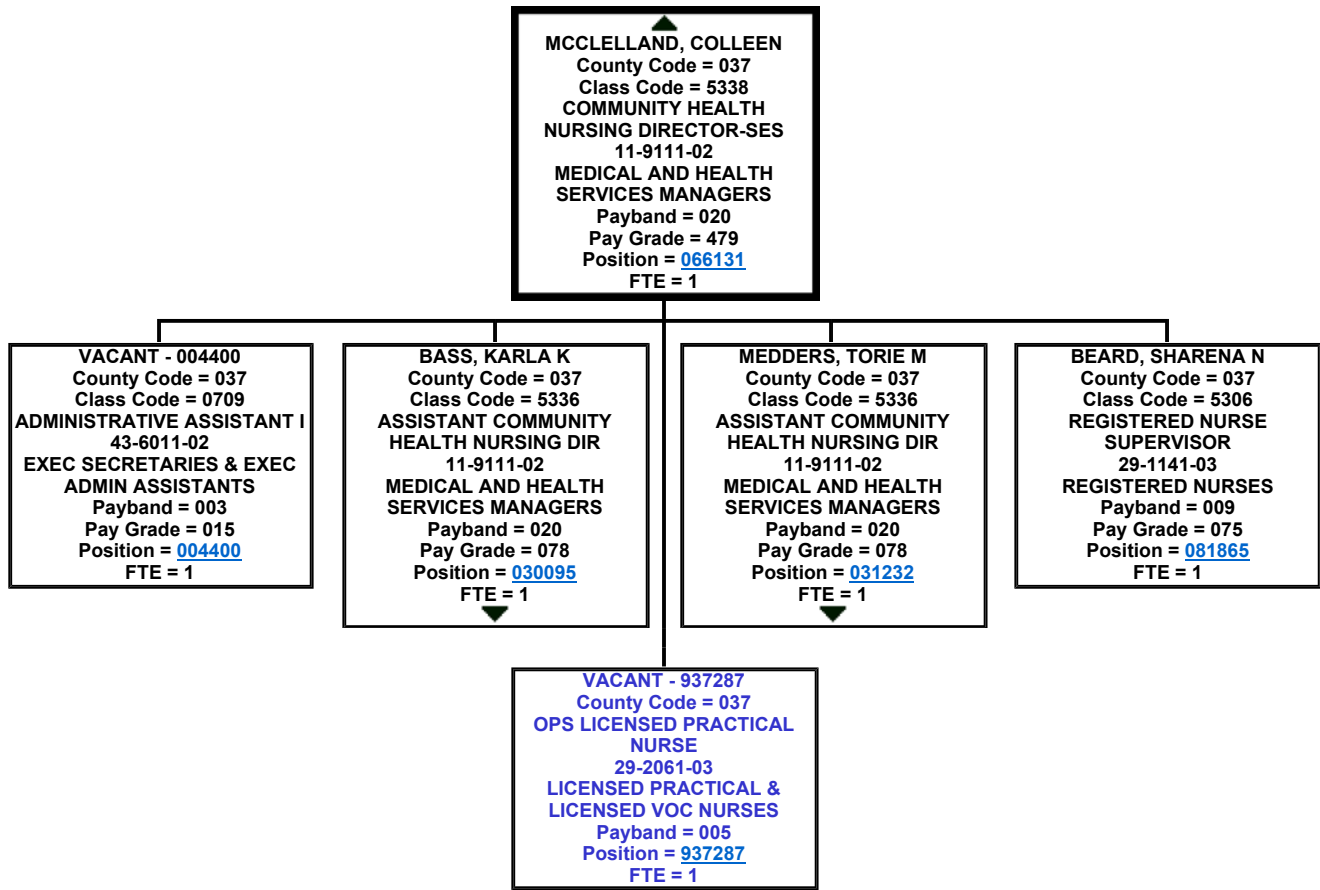 MCCLELLAND, COLLEEN
County Code = 037
Class Code = 5338
COMMUNITY HEALTH
NURSING DIRECTOR-SES
11-9111-02
MEDICAL AND HEALTH
SERVICES MANAGERS
Payband = 020
Pay Grade = 479
Position = 066131
FTE = 1
VACANT - 004400
County Code = 037
Class Code = 0709
ADMINISTRATIVE ASSISTANT I
43-6011-02
EXEC SECRETARIES & EXEC
ADMIN ASSISTANTS
Payband = 003
Pay Grade = 015
Position = 004400
FTE = 1
BASS, KARLA K
County Code = 037
Class Code = 5336
ASSISTANT COMMUNITY
HEALTH NURSING DIR
11-9111-02
MEDICAL AND HEALTH
SERVICES MANAGERS
Payband = 020
Pay Grade = 078
Position = 030095
FTE = 1
MEDDERS, TORIE M
County Code = 037
Class Code = 5336
ASSISTANT COMMUNITY
HEALTH NURSING DIR
11-9111-02
MEDICAL AND HEALTH
SERVICES MANAGERS
Payband = 020
Pay Grade = 078
Position = 031232
FTE = 1
BEARD, SHARENA N
County Code = 037
Class Code = 5306
REGISTERED NURSE
SUPERVISOR
29-1141-03
REGISTERED NURSES
Payband = 009
Pay Grade = 075
Position = 081865
FTE = 1
VACANT - 937287
County Code = 037
OPS LICENSED PRACTICAL
NURSE
29-2061-03
LICENSED PRACTICAL &
LICENSED VOC NURSES
Payband = 005
Position = 937287
FTE = 1